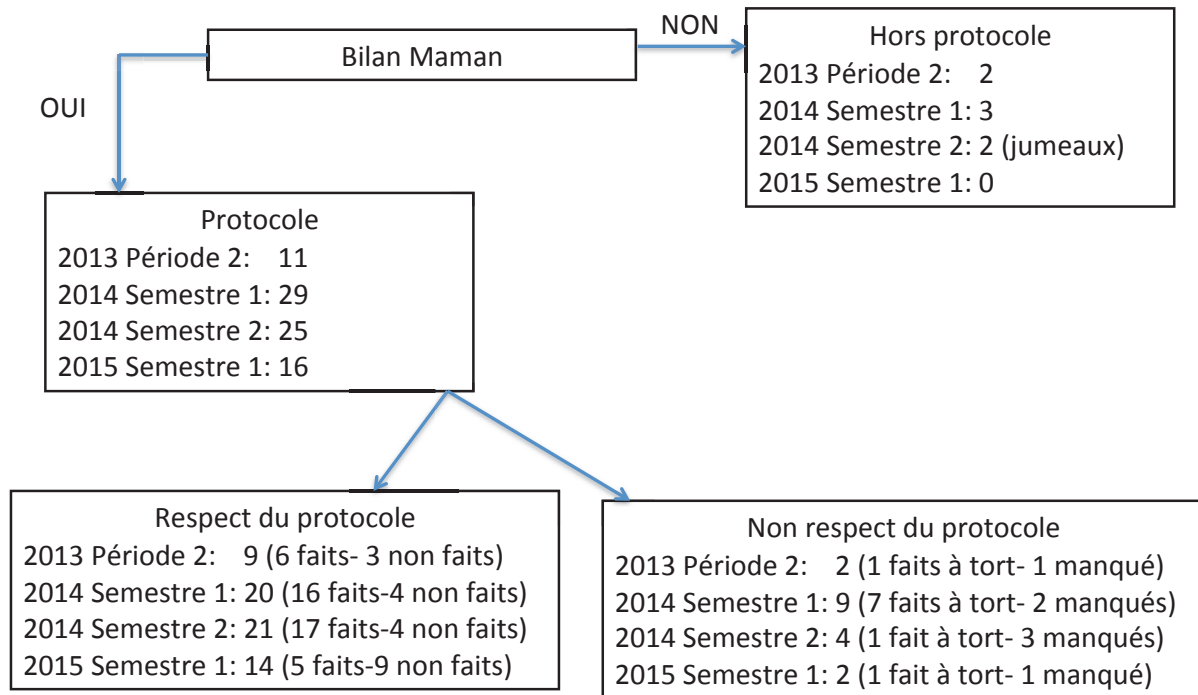 Bilan Maman
NON
OUI
Hors protocole
2013 Période 2: 2
2014 Semestre 1: 3
2014 Semestre 2: 2 (jumeaux)
2015 Semestre 1: 0
Protocole
2013 Période 2: 11
2014 Semestre 1: 29
2014 Semestre 2: 25
2015 Semestre 1: 16
Respect du protocole
2013 Période 2: 9 (6 faits- 3 non faits)
2014 Semestre 1: 20 (16 faits-4 non faits)
2014 Semestre 2: 21 (17 faits-4 non faits)
2015 Semestre 1: 14 (5 faits-9 non faits)
Non respect du protocole
2013 Période 2: 2 (1 faits à tort- 1 manqué)
2014 Semestre 1: 9 (7 faits à tort- 2 manqués)
2014 Semestre 2: 4 (1 fait à tort- 3 manqués)
2015 Semestre 1: 2 (1 fait à tort- 1 manqué)